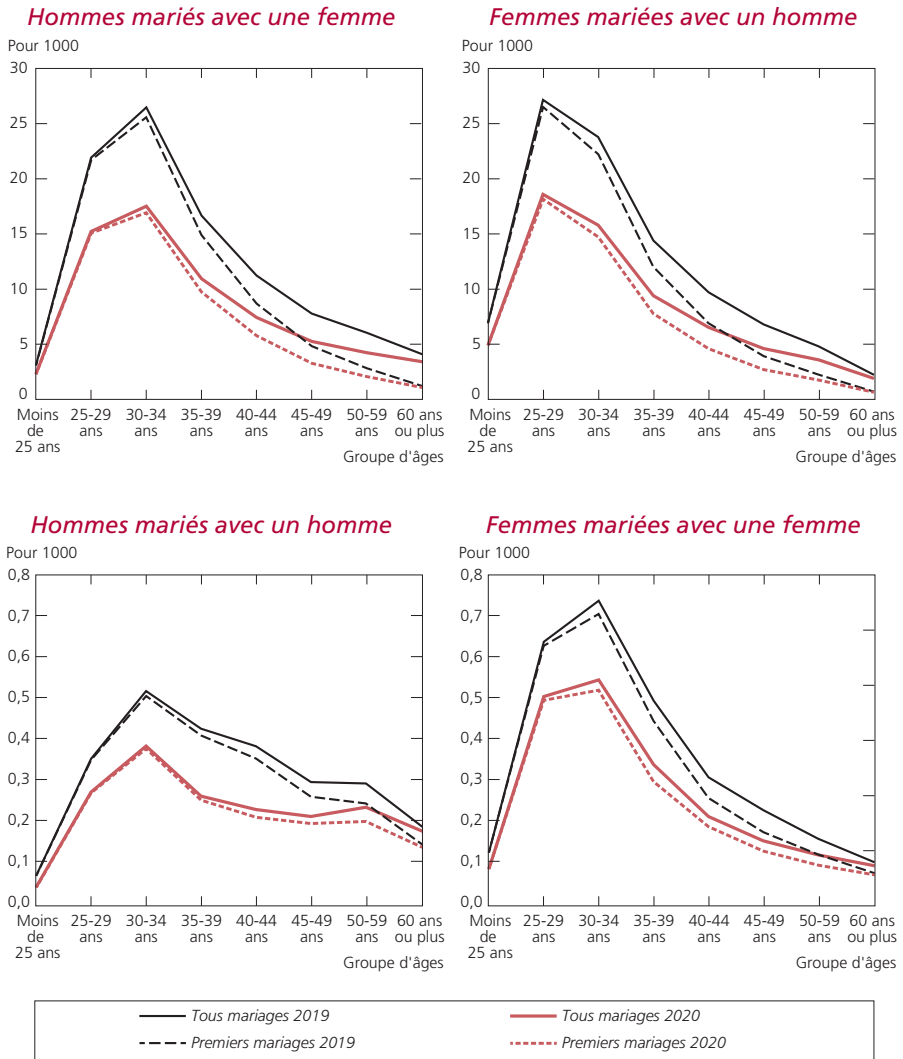 Hommes mariés avec une femme
Pour 1000
30
25
20
15
10
5
0
Moins de 25 ans
25-29 ans
30-34 ans
35-39 ans
40-44 ans
45-49 ans
50-59 ans
60 ans ou plus
Groupe d'âges
Femmes mariées avec un homme
Pour 1000
30
25
20
15
10
5
0
Moins de 25 ans
25-29 ans
30-34 ans
35-39 ans
40-44 ans
45-49 ans
50-59 ans
60 ans ou plus
Groupe d'âges
Hommes mariés avec un homme
Pour 1000
0,8
0,7
0,6
0,5
0,4
0,3
0,2
0,1
0,0
Moins de 25 ans
25-29 ans
30-34 ans
35-39 ans
40-44 ans
45-49 ans
50-59 ans
60 ans ou plus
Groupe d'âges
Femmes mariées avec une femme
Pour 1000
0,8
0,7
0,6
0,5
0,4
0,3
0,2
0,1
0,0
Moins de 25 ans
25-29 ans
30-34 ans
35-39 ans
40-44 ans
45-49 ans
50-59 ans
60 ans ou plus
Groupe d'âges
Tous mariages 2019
Tous mariages 2020
Premiers mariages 2019
Premiers mariages 2020